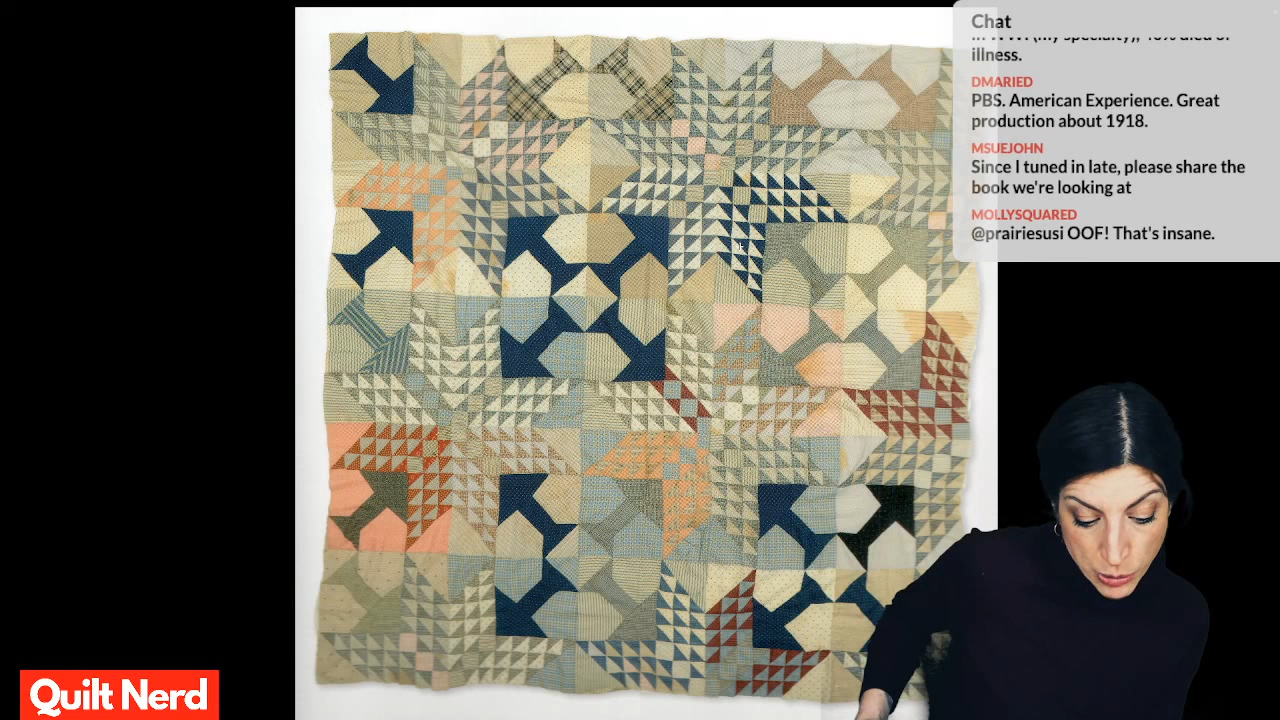 Chat
illness.
DMARIED
PBS. American Experience. Great
production about 1918.
MSUEJOHN
Since I tuned in late, please share the
book we're looking at
MOLLYSQUARED
@prairiesusi OOF! That's insane.
Quilt Nerd